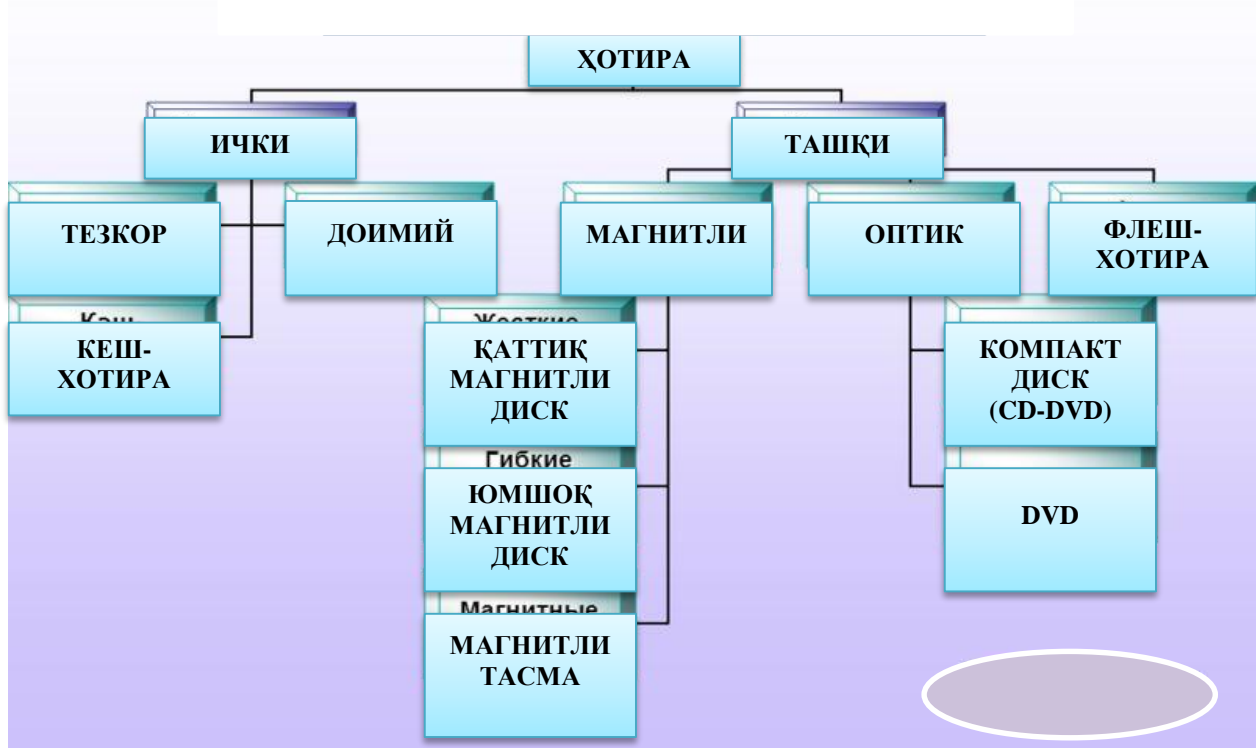 ҲОТИРА
ИЧКИ
ТАШҚИ
ТЕЗКОР
ДОИМИЙ
МАГНИТЛИ
ОПТИК
ФЛЕШ-
ХОТИРА
КЕШ-
ХОТИРА
Жесткие
ҚАТТИҚ
МАГНИТЛИ
ДИСК
КОМПАКТ
ДИСК
(CD-DVD)
Гибкие
ЮМШОҚ
МАГНИТЛИ
ДИСК
DVD
Магнитные
МАГНИТЛИ
ТАСМА